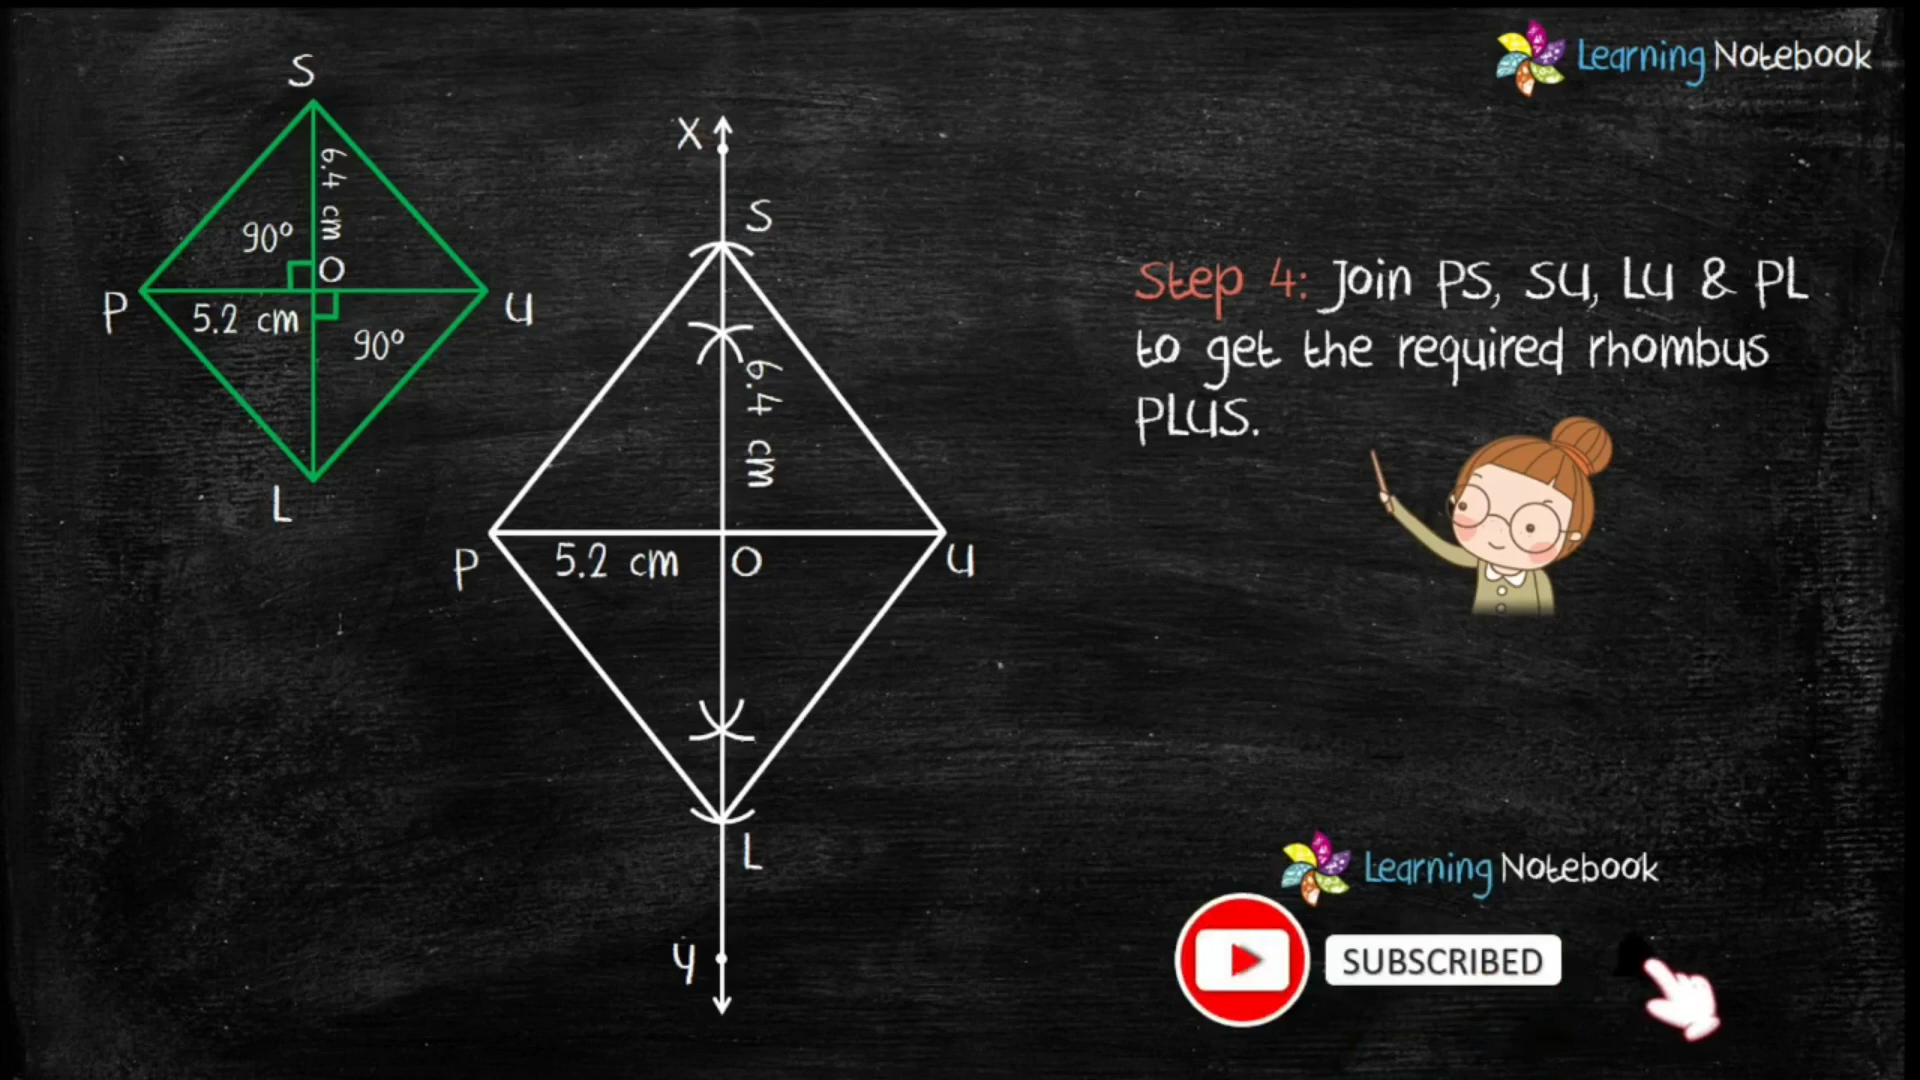 Learning Notebook
S
6.4 cm
90°
O
P
5.2 cm
U
90°
L
X
S
6.4 cm
P
5.2 cm
O
U
L
Y
Step 4: Join PS, SU, LU & PL
to get the required rhombus
PLUS.
Learning Notebook
SUBSCRIBED